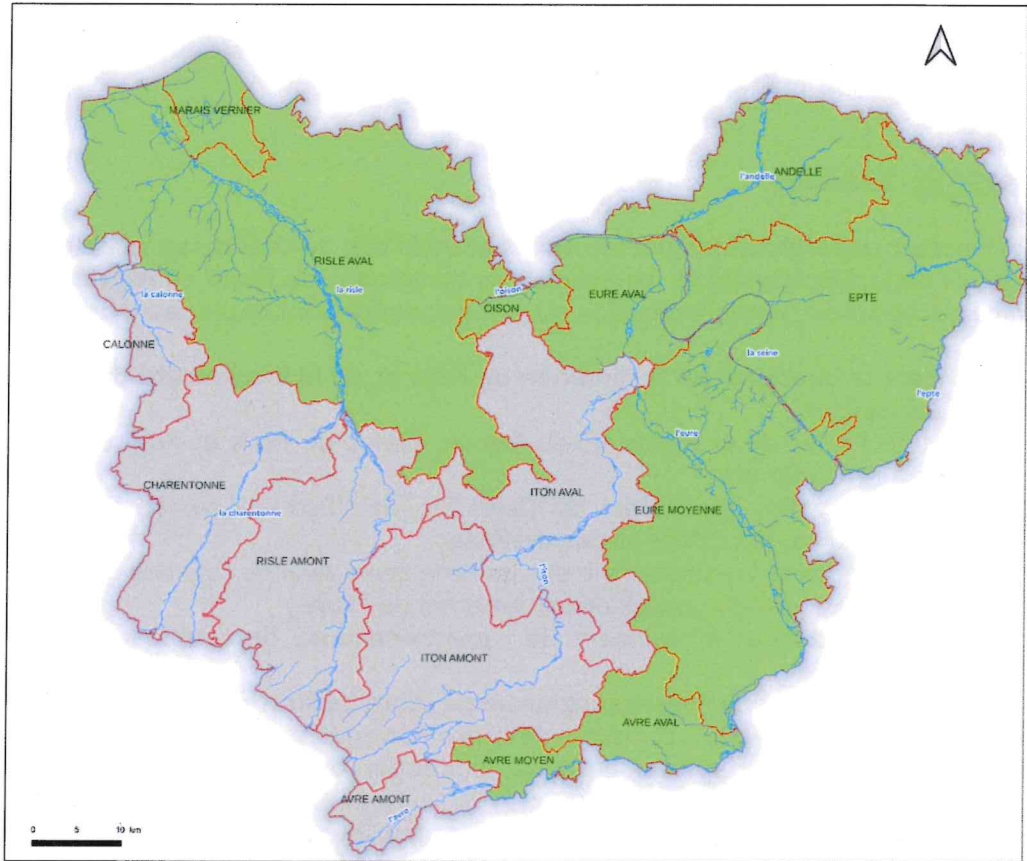 MARAIS VERNIER
l'andelle
ANDELLE
RISLE AVAL
la risle
la calonne
l'oison
OISON
EURE AVAL
EPTE
CALONNE
la seine
l'epte
l'eure
CHARENTONNE
ITON AVAL
la charentonne
EURE MOYENNE
RISLE AMONT
l'iton
ITON AMONT
AVRE AVAL
AVRE MOYEN
AVRE AMONT
l'avre
0 5 10 km